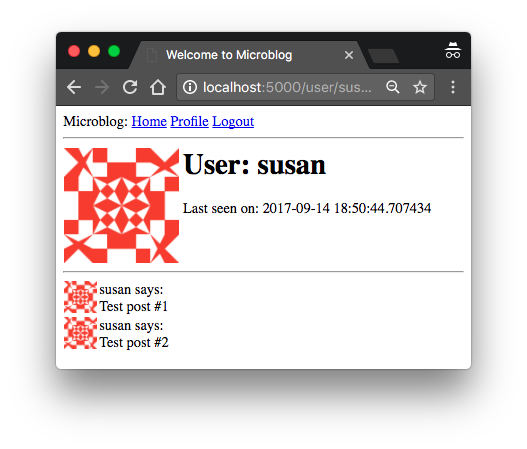 Welcome to Microblog
localhost:5000/user/sus...
Microblog: Home Profile Logout
User: susan
Last seen on: 2017-09-14 18:50:44.707434
susan says:
Test post #1
susan says:
Test post #2